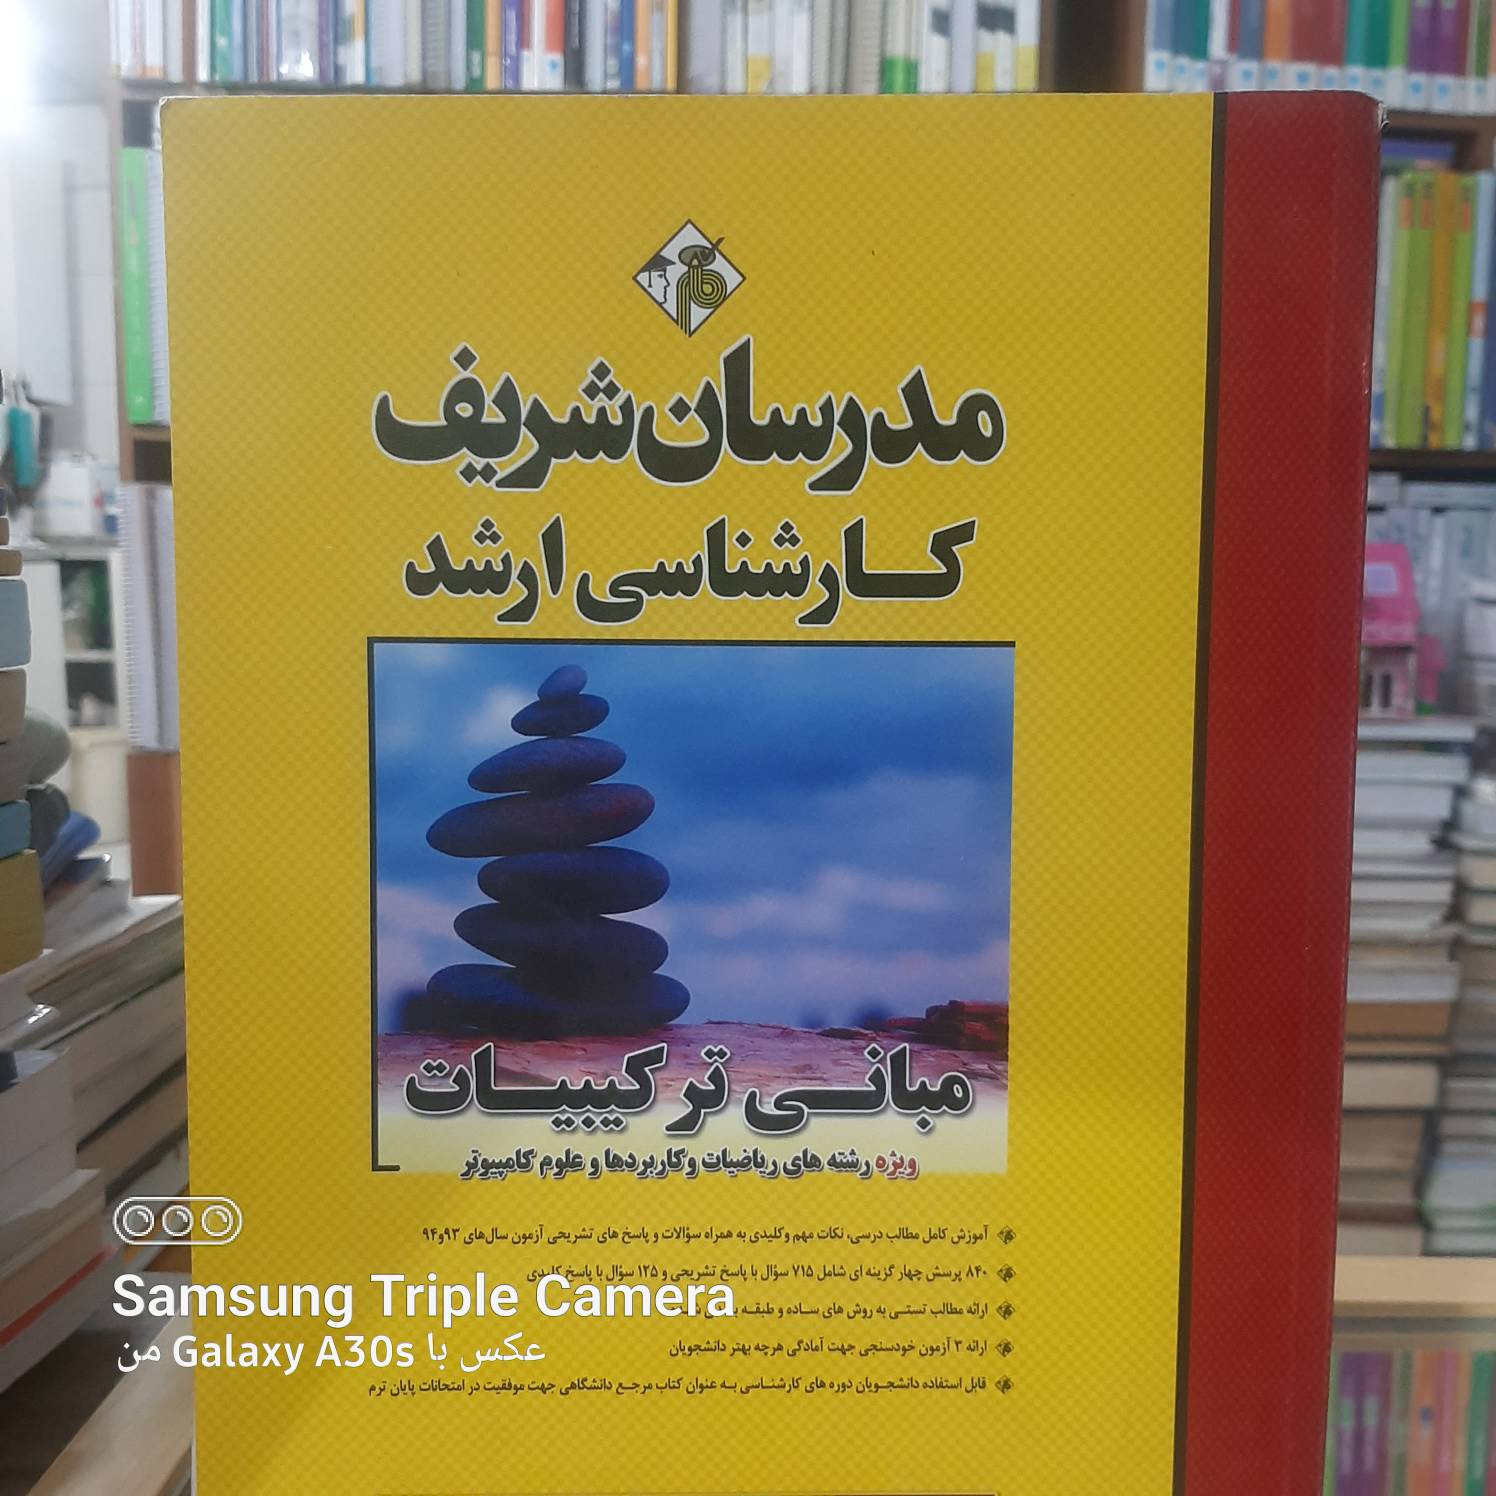 مدرسان شریف
کارشناسی ارشد
مبانی ترکیبیات
ویژه رشته های ریاضیات و کاربردها و علوم کامپیوتر
آموزش کامل مطالب درسی، نکات مهم و کلیدی به همراه سؤالات و پاسخ های تشریحی آزمون سال‌های ۹۳ و ۹۴
۸۴۰ پرسش چهار گزینه ای شامل ۷۱۵ سؤال با پاسخ تشریحی و ۱۲۵ سؤال با پاسخ کلیدی
ارائه مطالب تستی به روش های ساده و طبقه
ارائه ۳ آزمون خودسنجی جهت آمادگی هرچه بهتر دانشجویان
قابل استفاده دانشجویان دوره های کارشناسی به عنوان کتاب مرجع دانشگاهی جهت موفقیت در امتحانات پایان ترم
Samsung Triple Camera
عکس با Galaxy A30s من